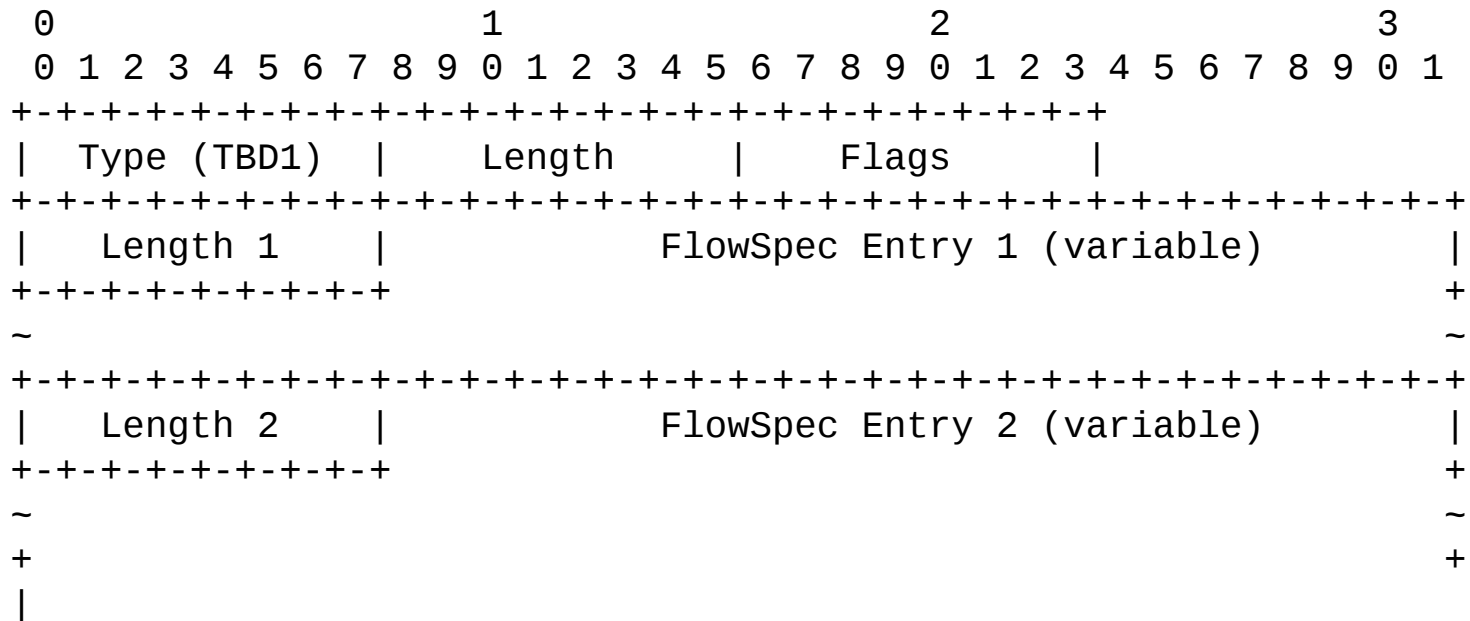 0                   1                   2                   3
 0 1 2 3 4 5 6 7 8 9 0 1 2 3 4 5 6 7 8 9 0 1 2 3 4 5 6 7 8 9 0 1
+-+-+-+-+-+-+-+-+-+-+-+-+-+-+-+-+-+-+-+-+-+-+-+-+
|  Type (TBD1)  |    Length     |    Flags      |
+-+-+-+-+-+-+-+-+-+-+-+-+-+-+-+-+-+-+-+-+-+-+-+-+-+-+-+-+-+-+-+-+
|   Length 1    |            FlowSpec Entry 1 (variable)        |
+-+-+-+-+-+-+-+-+                                               +
~                                                               ~
+-+-+-+-+-+-+-+-+-+-+-+-+-+-+-+-+-+-+-+-+-+-+-+-+-+-+-+-+-+-+-+-+
|   Length 2    |            FlowSpec Entry 2 (variable)        |
+-+-+-+-+-+-+-+-+                                               +
~                                                               ~
+                                                               +
|